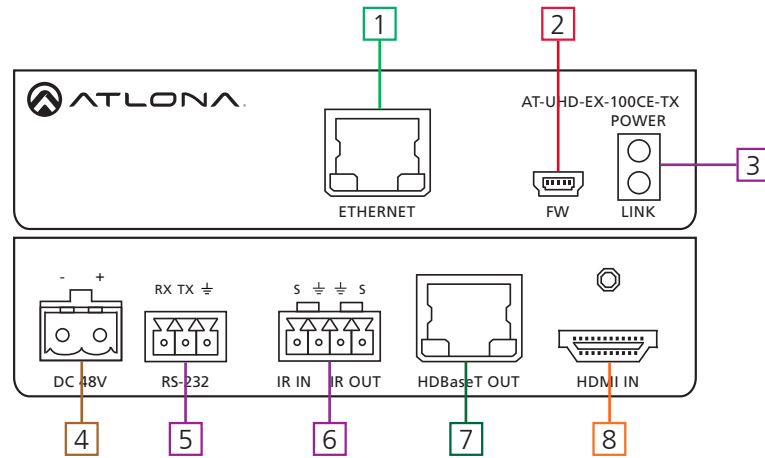 1 2
ATLONA.
AT-UHD-EX-100CE-TX
POWER
3
ETHERNET FW LINK
- +
RX TX
S S
DC 48V RS-232 IR IN IR OUT HDBaseT OUT HDMI IN
4 5 6 7 8